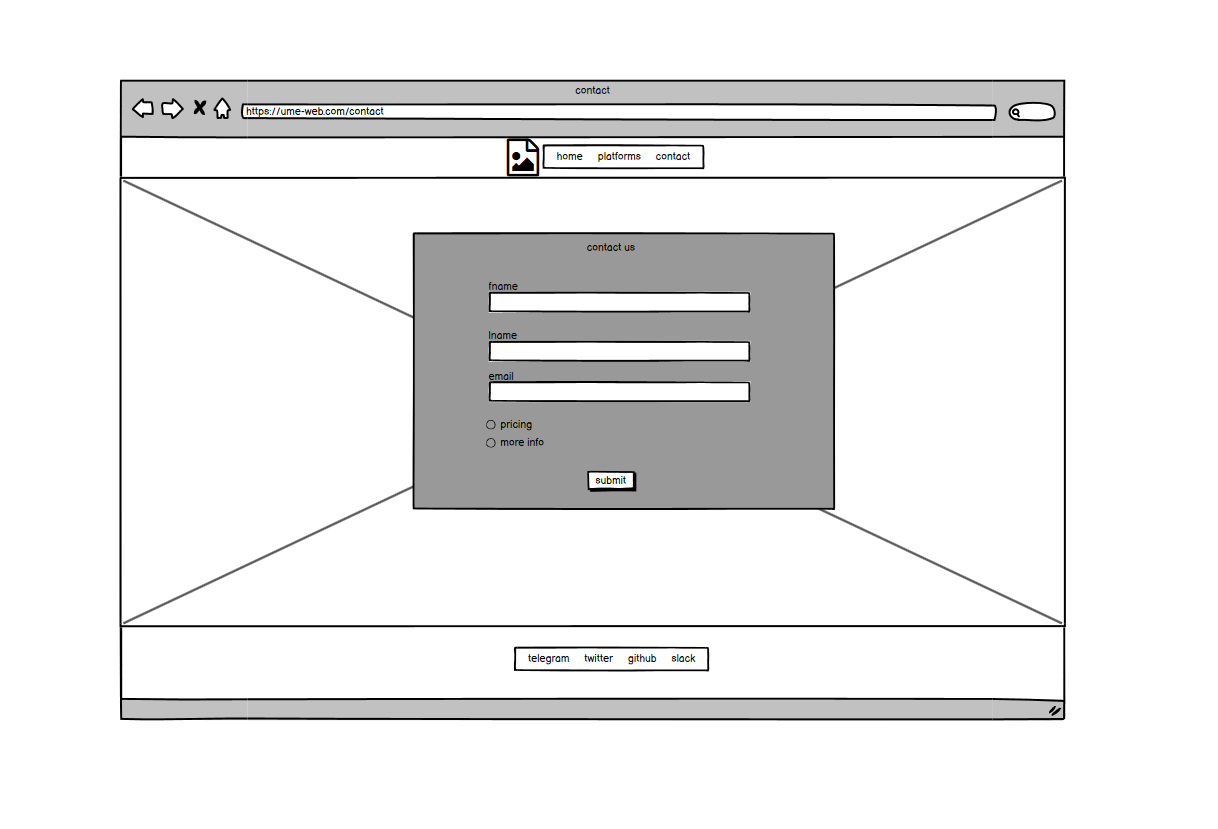 contact
https://ume-web.com/contact
home platforms contact
contact us
fname
lname
email
pricing
more info
submit
telegram twitter github slack